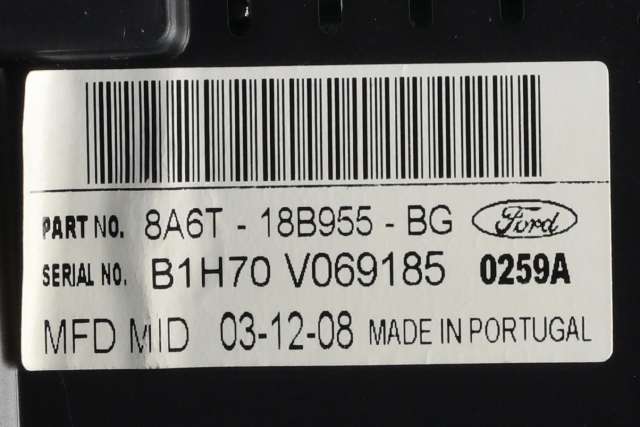 PART NO. 8A6T - 18B955 - BG Ford
SERIAL NO. B1H70 V069185 0259A
MFD MID 03-12-08 MADE IN PORTUGAL